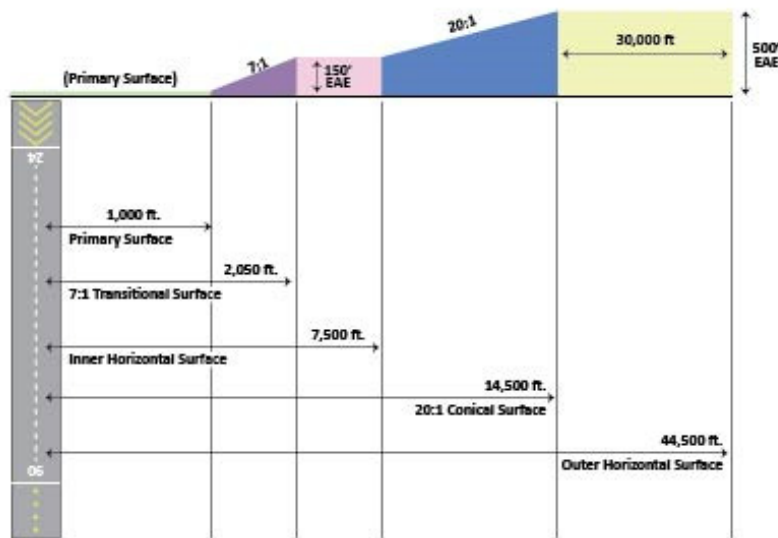 20:1
30,000 ft
500'
EAE
7:1
(Primary Surface)
150'
EAE
24
1,000 ft.
Primary Surface
2,050 ft.
7:1 Transitional Surface
7,500 ft.
Inner Horizontal Surface
14,500 ft.
20:1 Conical Surface
44,500 ft.
Outer Horizontal Surface
06